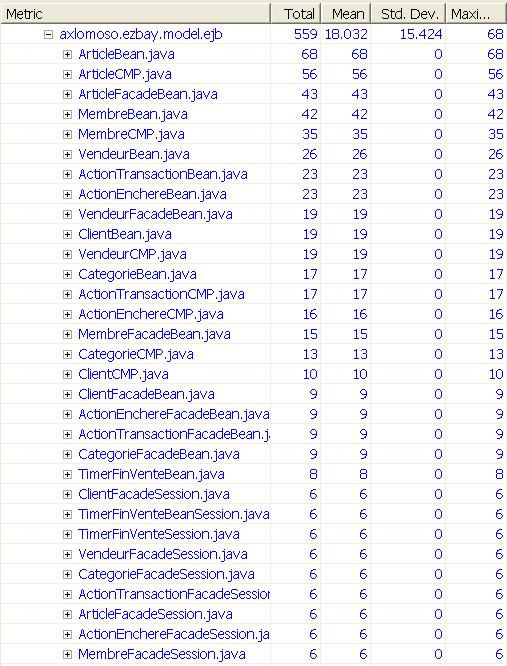 Metric Total Mean Std. Dev. Maxi...
axlomoso.ezbay.model.ejb 559 18.032 15.424 68
ArticleBean.java 68 68 0 68
ArticleCMP.java 56 56 0 56
ArticleFacadeBean.java 43 43 0 43
MembreBean.java 42 42 0 42
MembreCMP.java 35 35 0 35
VendeurBean.java 26 26 0 26
ActionTransactionBean.java 23 23 0 23
ActionEnchereBean.java 23 23 0 23
VendeurFacadeBean.java 19 19 0 19
ClientBean.java 19 19 0 19
VendeurCMP.java 19 19 0 19
CategorieBean.java 17 17 0 17
ActionTransactionCMP.java 17 17 0 17
ActionEnchereCMP.java 16 16 0 16
MembreFacadeBean.java 15 15 0 15
CategorieCMP.java 13 13 0 13
ClientCMP.java 10 10 0 10
ClientFacadeBean.java 9 9 0 9
ActionEnchereFacadeBean.java 9 9 0 9
ActionTransactionFacadeBean.j 9 9 0 9
CategorieFacadeBean.java 9 9 0 9
TimerFinVenteBean.java 8 8 0 8
ClientFacadeSession.java 6 6 0 6
TimerFinVenteBeanSession.java 6 6 0 6
TimerFinVenteSession.java 6 6 0 6
VendeurFacadeSession.java 6 6 0 6
CategorieFacadeSession.java 6 6 0 6
ActionTransactionFacadeSession 6 6 0 6
ArticleFacadeSession.java 6 6 0 6
ActionEnchereFacadeSession.ja 6 6 0 6
MembreFacadeSession.java 6 6 0 6